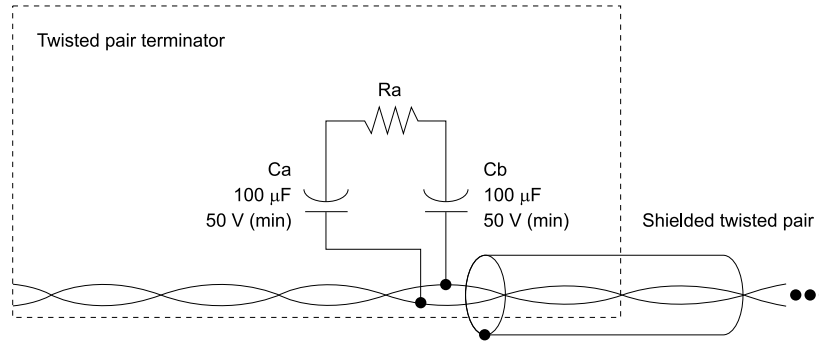 Twisted pair terminator
Ra
Ca
100 μF
50 V (min)
Cb
100 μF
50 V (min)
Shielded twisted pair